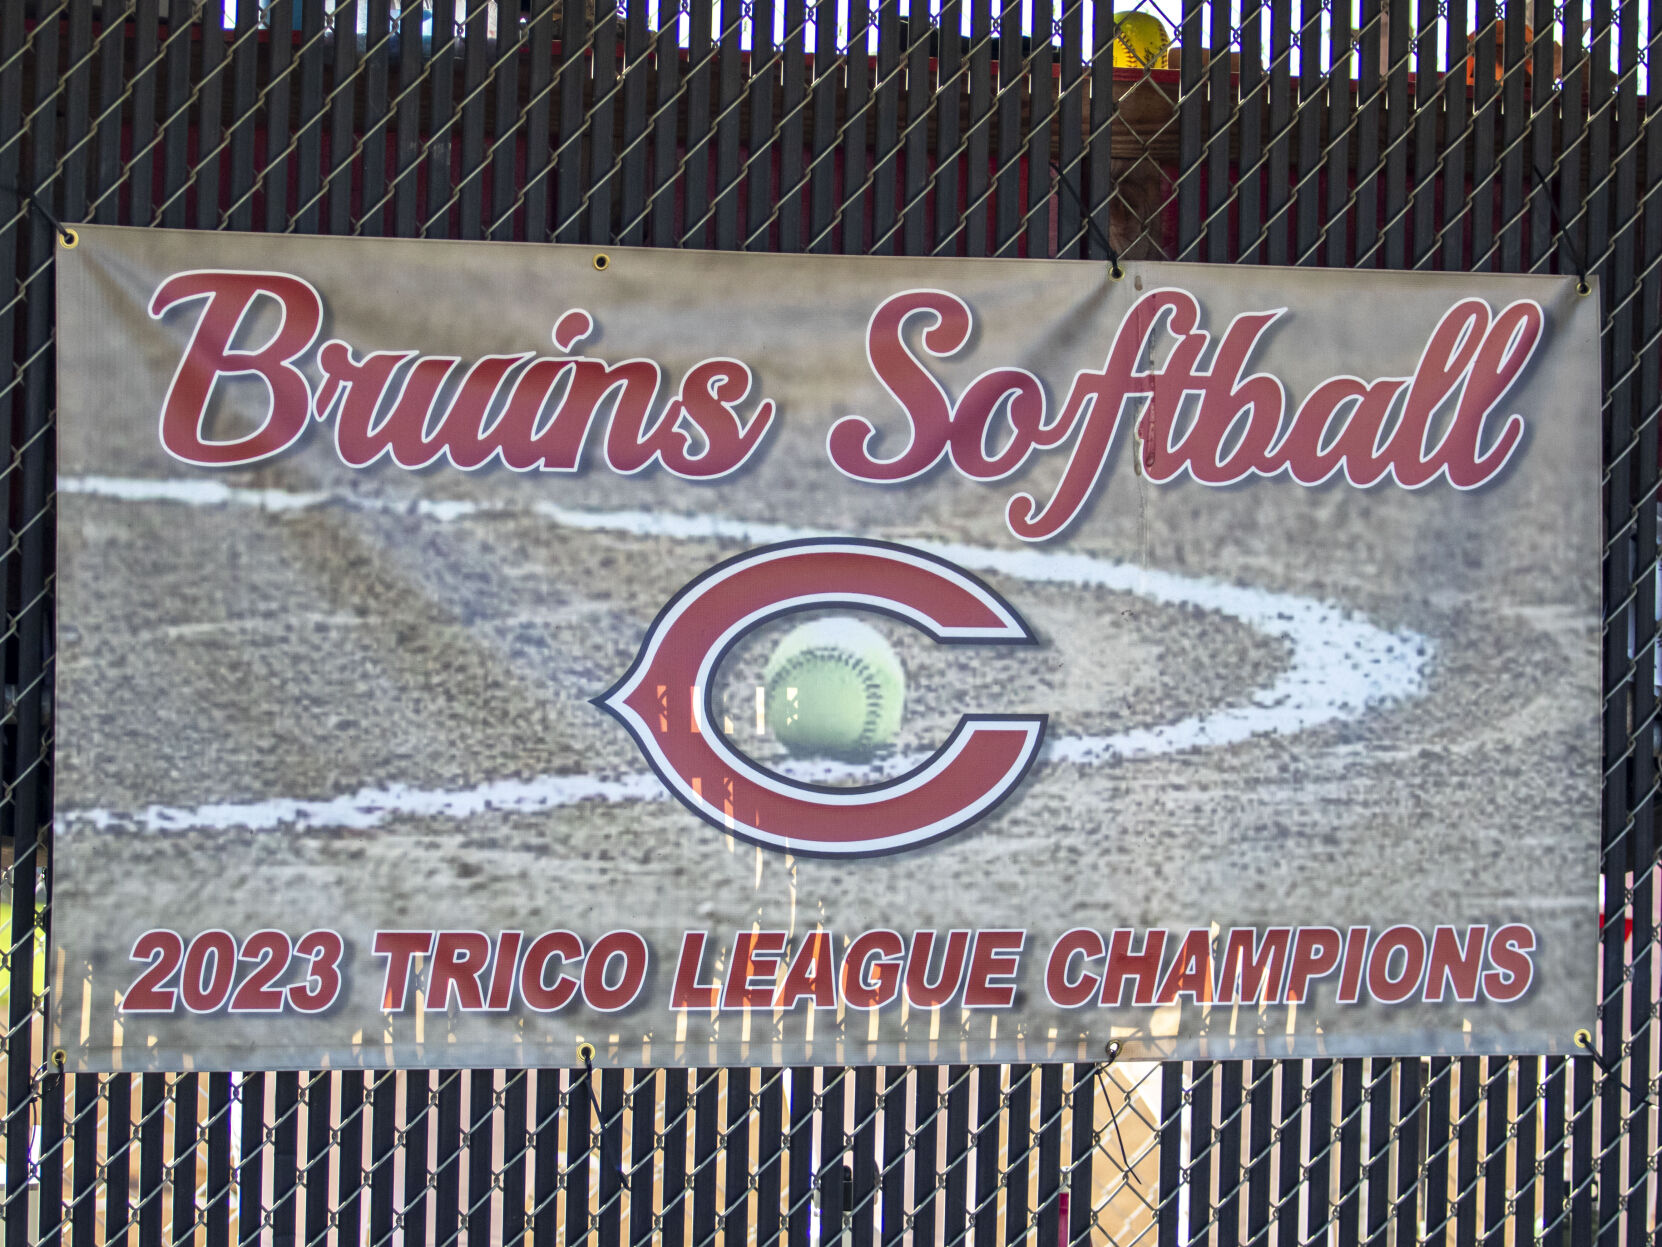 Bruins Softball
C
2023 TRICO LEAGUE CHAMPIONS